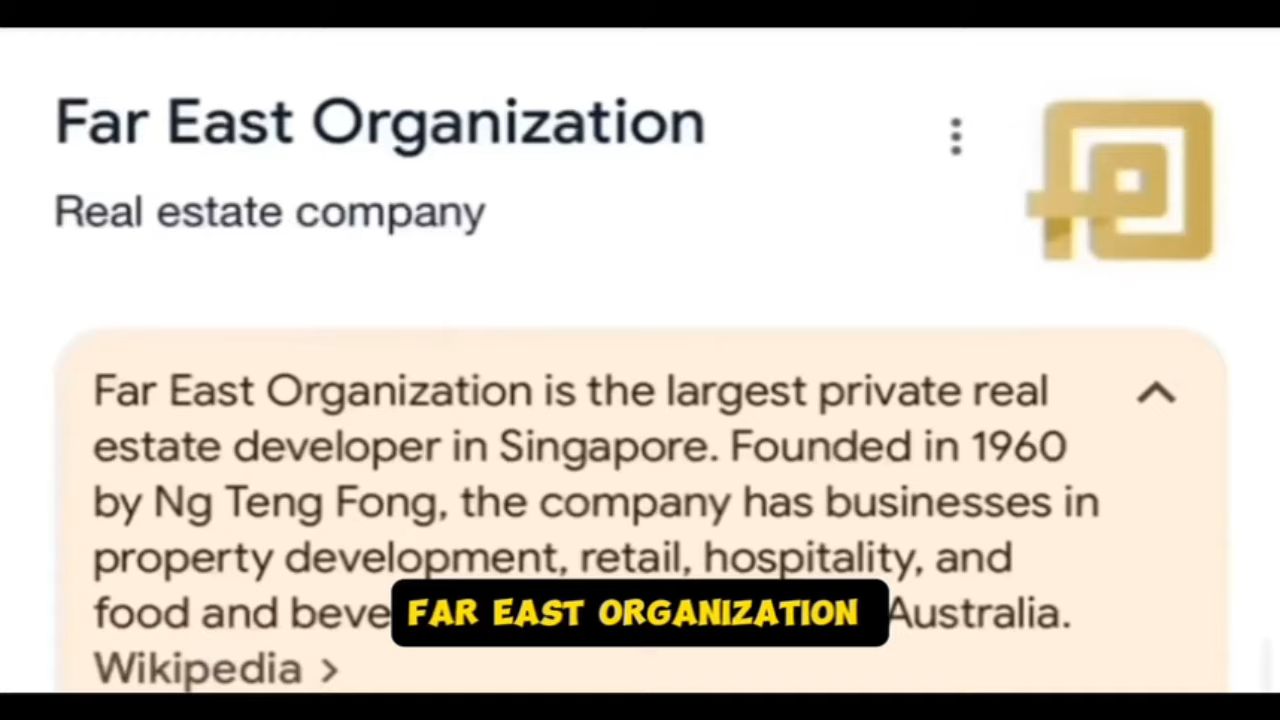 Far East Organization
Real estate company
Far East Organization is the largest private real
estate developer in Singapore. Founded in 1960
by Ng Teng Fong, the company has businesses in
property development, retail, hospitality, and
food and beve
FAR EAST ORGANIZATION
Australia.
Wikipedia >